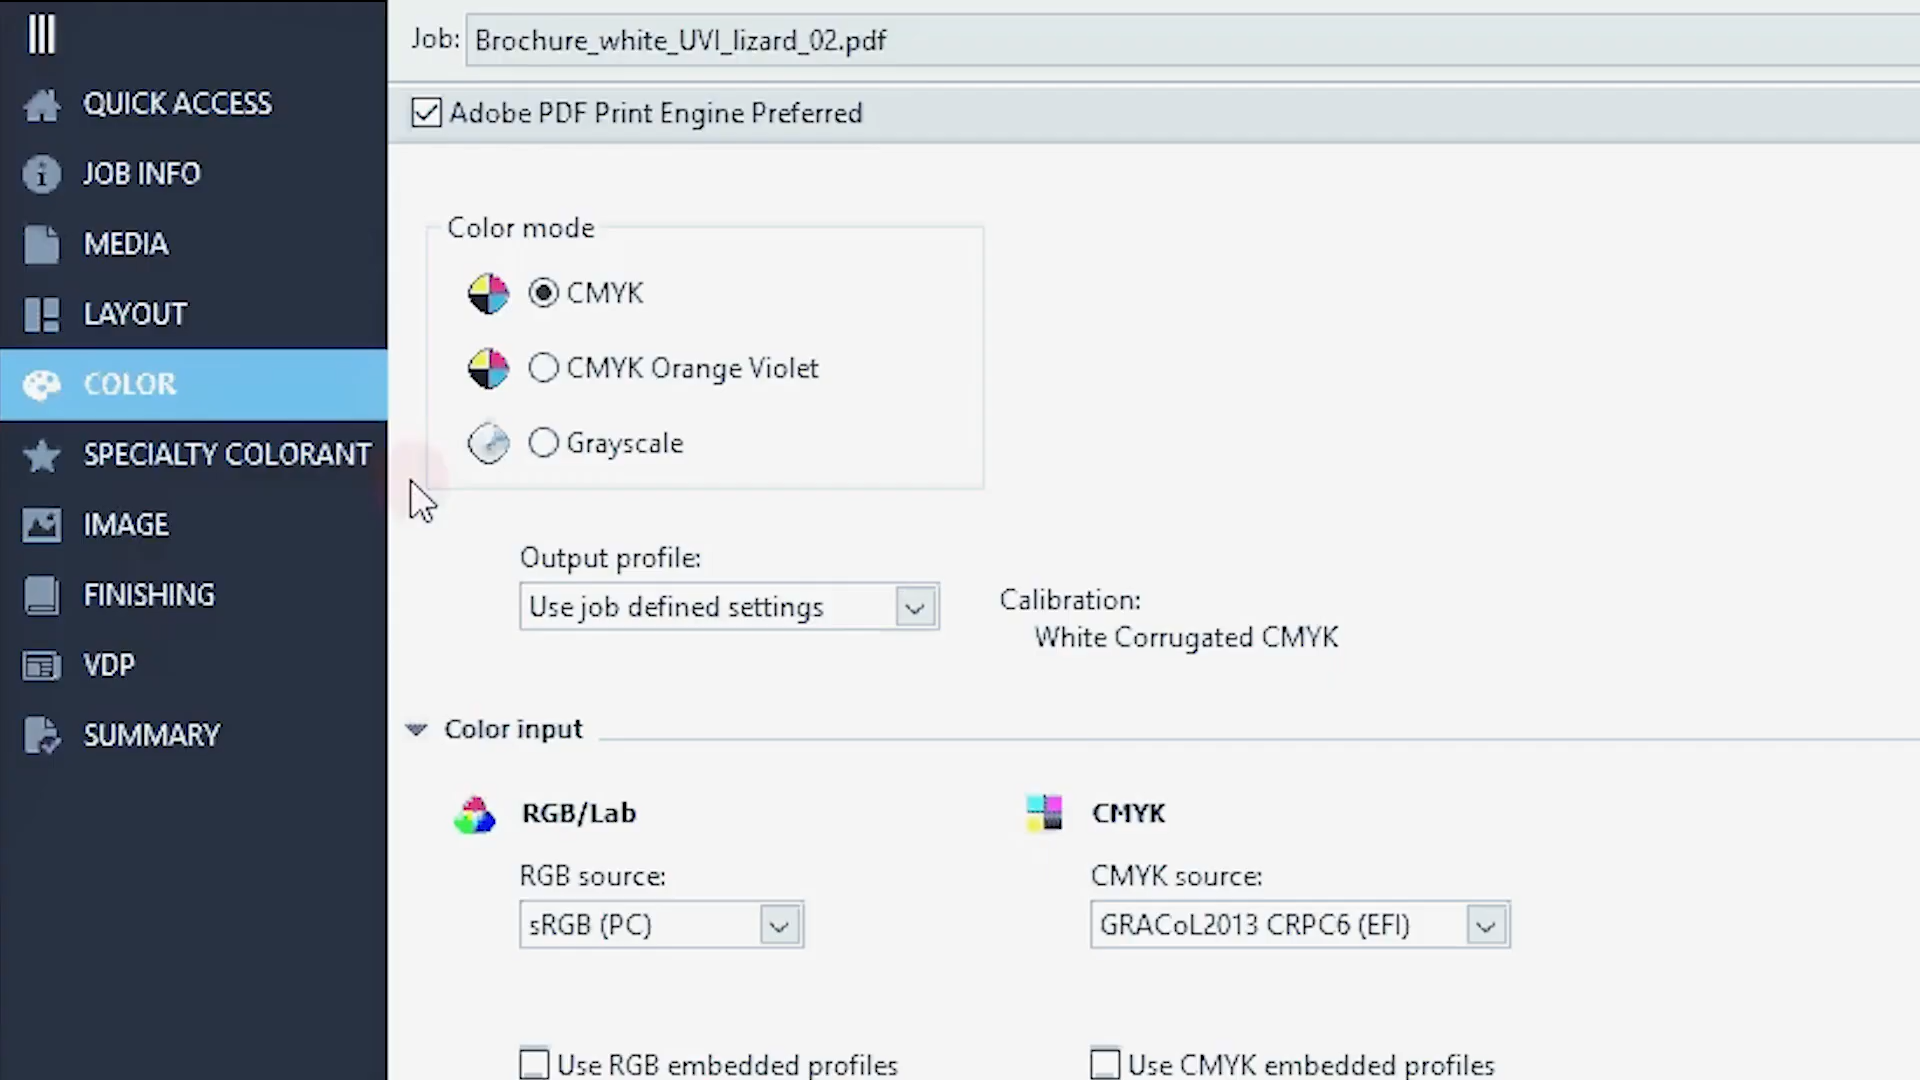 QUICK ACCESS
JOB INFO
MEDIA
LAYOUT
COLOR
SPECIALTY COLORANT
IMAGE
FINISHING
VDP
SUMMARY
Job: Brochure_white_UVI_lizard_02.pdf
Adobe PDF Print Engine Preferred
Color mode
CMYK
CMYK Orange Violet
Grayscale
Output profile:
Use job defined settings
Calibration:
White Corrugated CMYK
Color input
RGB/Lab
RGB source:
sRGB (PC)
Use RGB embedded profiles
CMYK
CMYK source:
GRACoL2013 CRPC6 (EFI)
Use CMYK embedded profiles